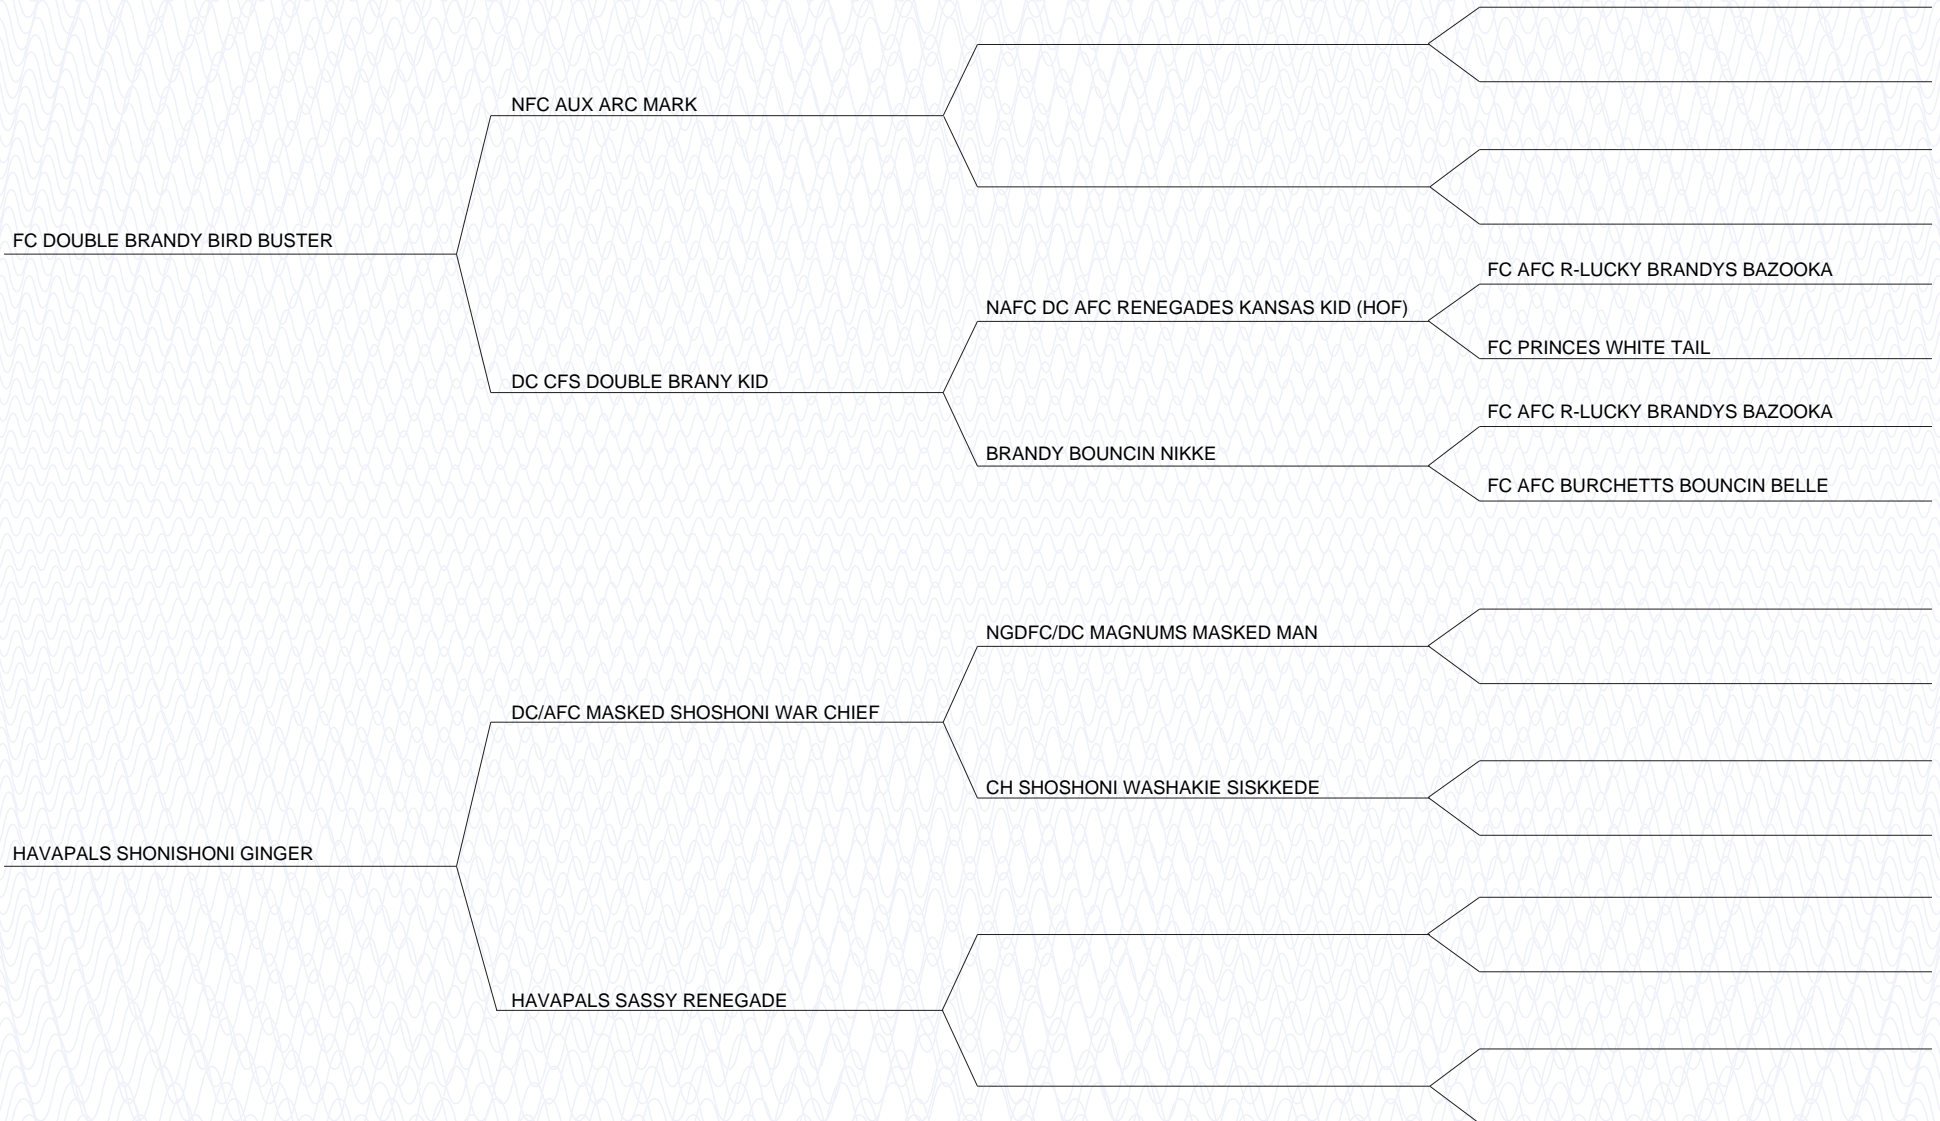 NFC AUX ARC MARK
FC DOUBLE BRANDY BIRD BUSTER
FC AFC R-LUCKY BRANDYS BAZOOKA
NAFC DC AFC RENEGADES KANSAS KID (HOF)
FC PRINCES WHITE TAIL
DC CFS DOUBLE BRANY KID
FC AFC R-LUCKY BRANDYS BAZOOKA
BRANDY BOUNCIN NIKKE
FC AFC BURCHETTS BOUNCIN BELLE
NGDFC/DC MAGNUMS MASKED MAN
DC/AFC MASKED SHOSHONI WAR CHIEF
CH SHOSHONI WASHAKIE SISKKEDE
HAVAPALS SHONISHONI GINGER
HAVAPALS SASSY RENEGADE